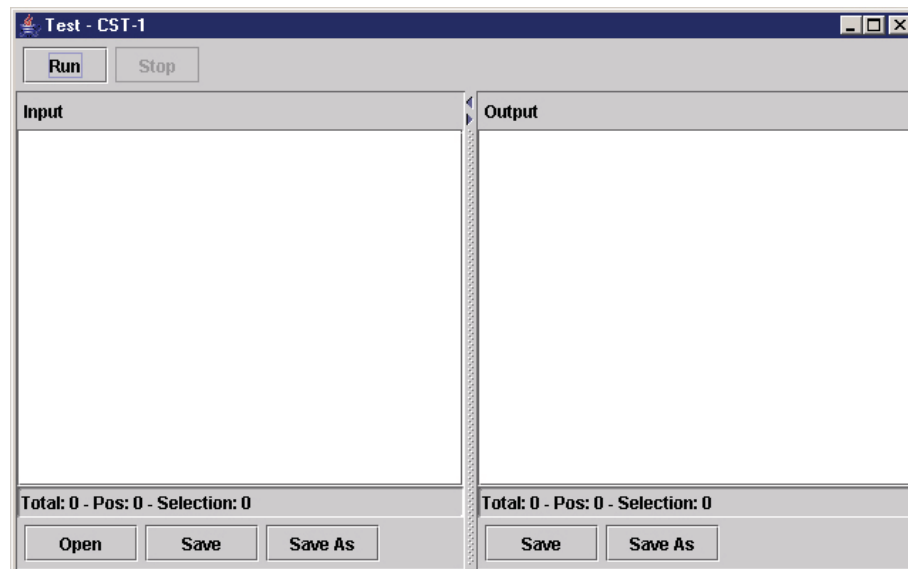 Test - CST-1
Run Stop
Input
Output
Total: 0 - Pos: 0 - Selection: 0
Total: 0 - Pos: 0 - Selection: 0
Open Save Save As
Save Save As